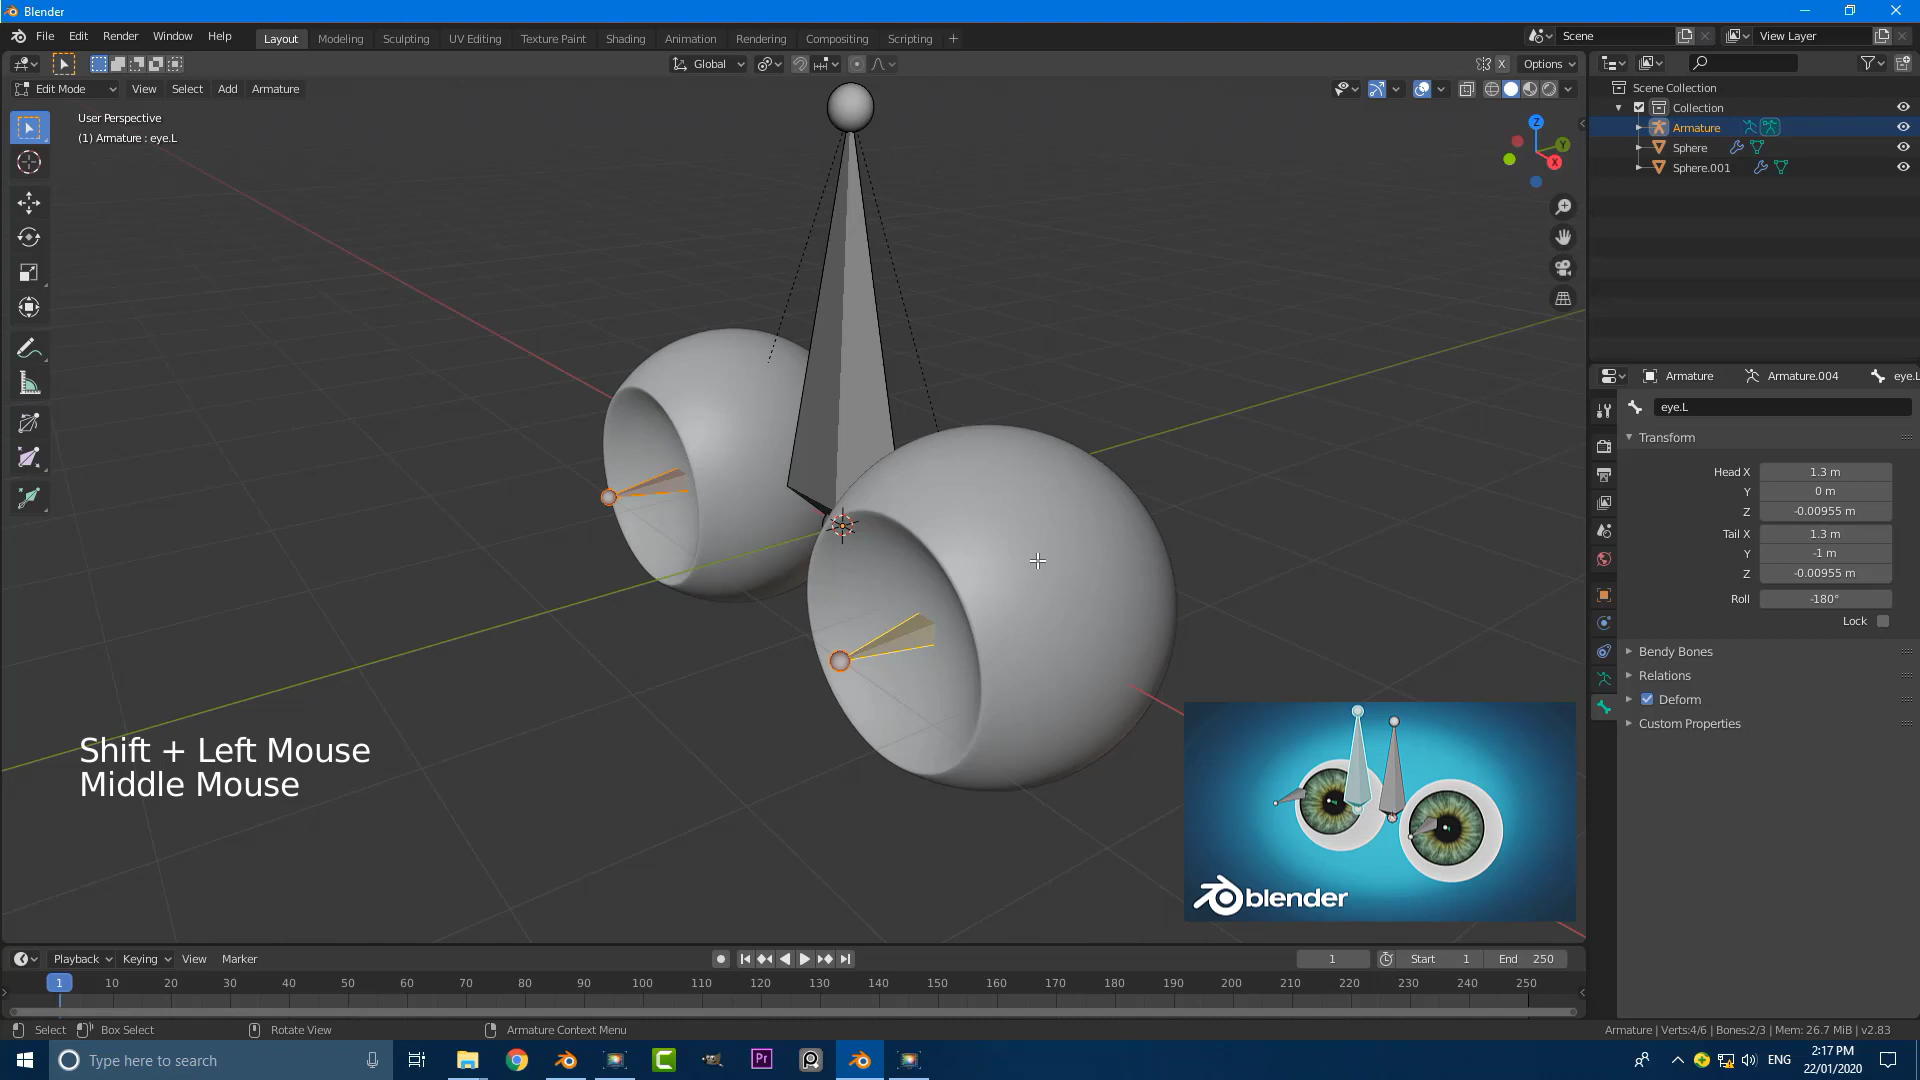 Blender
File Edit Render Window Help
Layout Modeling Sculpting UV Editing Texture Paint Shading Animation Rendering Compositing Scripting +
Scene
View Layer
Global
X
Options
Edit Mode View Select Add Armature
User Perspective
(1) Armature : eye.L
Z
Y
X
Scene Collection
Collection
Armature
Sphere
Sphere.001
Armature
Armature.004
eye.L
eye.L
Transform
Head X 1.3 m
Y 0 m
Z -0.00955 m
Tail X 1.3 m
Y -1 m
Z -0.00955 m
Roll -180°
Lock
Bendy Bones
Relations
Deform
Custom Properties
Shift + Left Mouse
Middle Mouse
blender
Playback Keying View Marker
1
Start 1
End 250
1 10 20 30 40 50 60 70 80 90 100 110 120 130 140 150 160 170 180 190 200 210 220 230 240 250
Select Box Select Rotate View Armature Context Menu
Armature | Verts:4/6 | Bones:2/3 | Mem: 26.7 MiB | v2.83
Type here to search
C
Pr
ENG
2:17 PM
22/01/2020